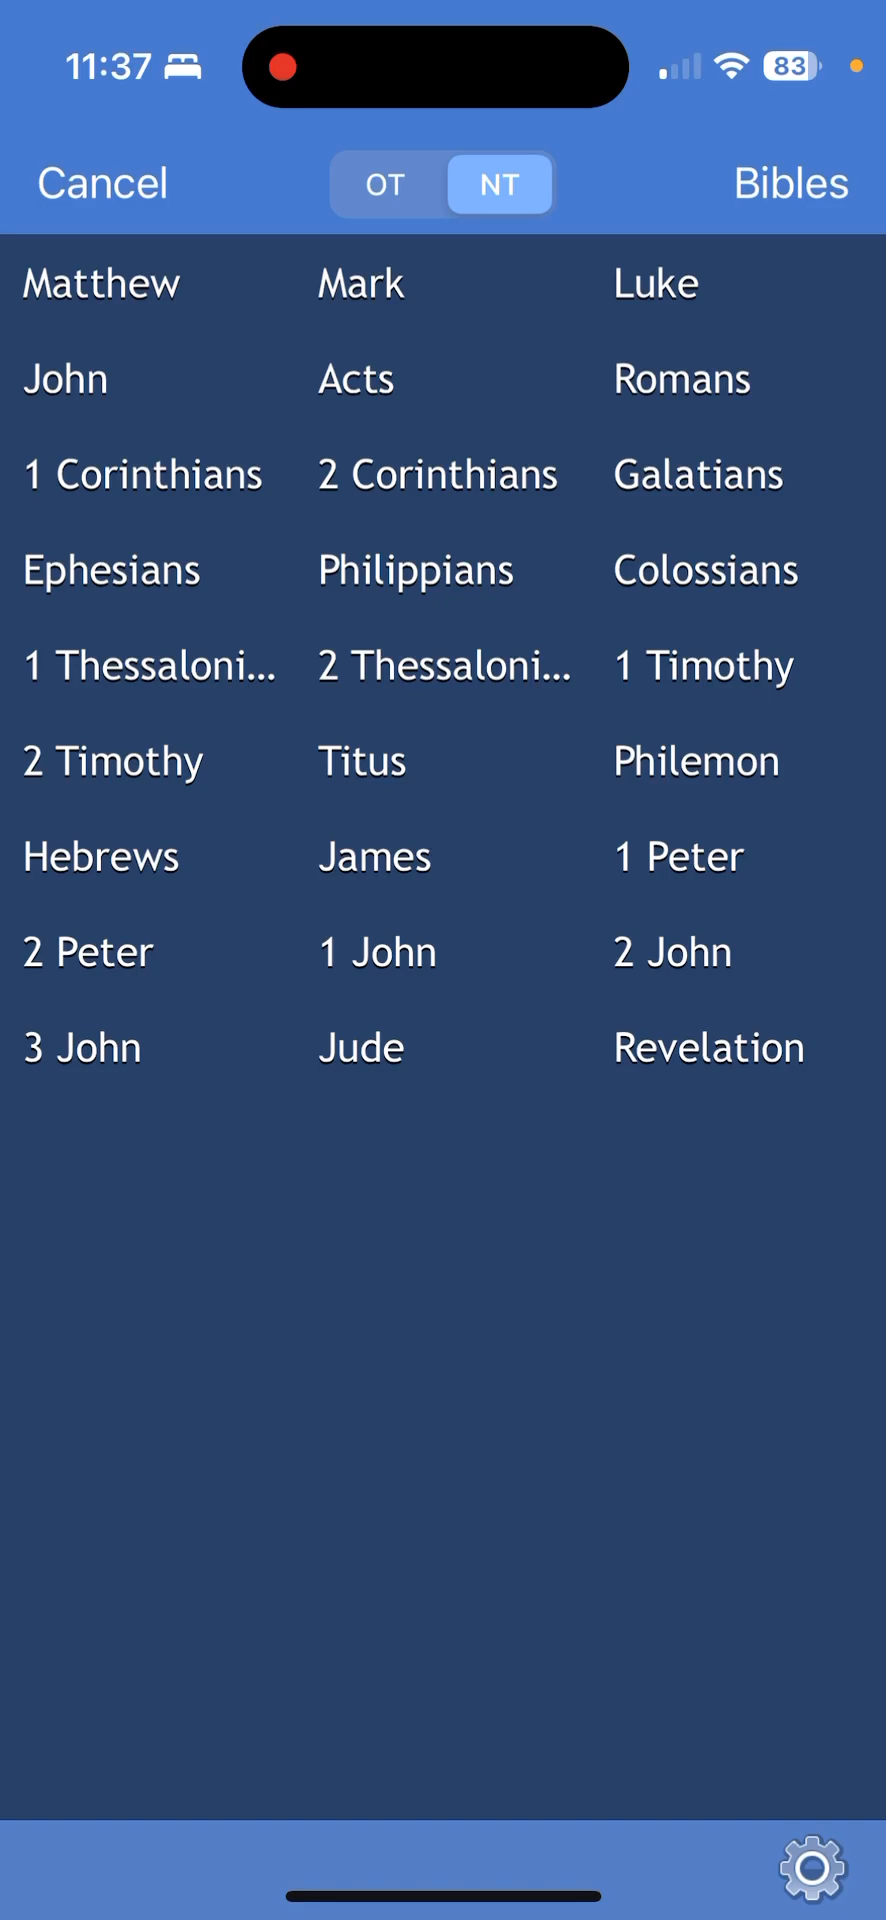 11:37 83
Cancel OT NT Bibles
Matthew Mark Luke
John Acts Romans
1 Corinthians 2 Corinthians Galatians
Ephesians Philippians Colossians
1 Thessaloni... 2 Thessaloni... 1 Timothy
2 Timothy Titus Philemon
Hebrews James 1 Peter
2 Peter 1 John 2 John
3 John Jude Revelation